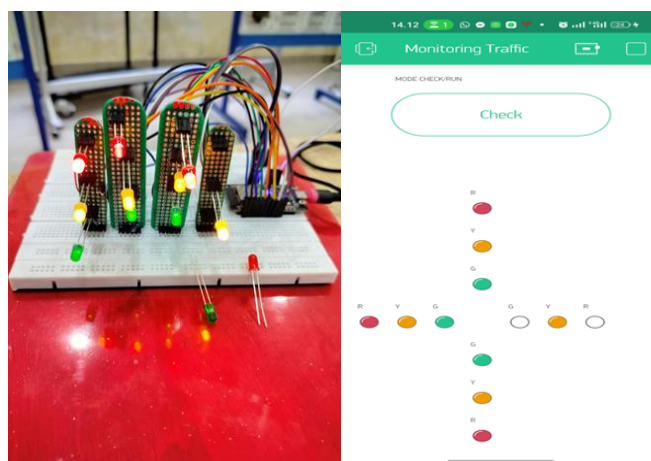 14.12
Monitoring Traffic
MODE CHECK/RUN
Check
R
Y
G
R Y G G Y R
G
Y
R